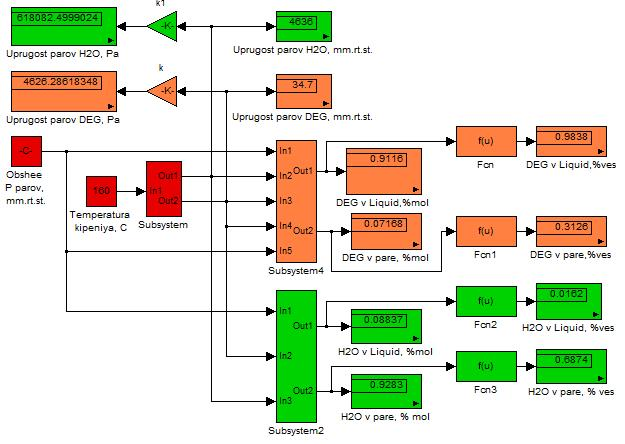 k1
618082.4999024
-K-
4636
Uprugost parov H2O, Pa
Uprugost parov H2O, mm.rt.st.
k
4626.28618348
-K-
34.7
Uprugost parov DEG, Pa
Uprugost parov DEG, mm.rt.st.
-C-
Obshee
P parov,
mm.rt.st.
160
Temperatura
kipeniya, C
In1
Out1
Out2
Subsystem
In1
In2
In3
In4
In5
Out1
Out2
Subsystem4
0.9116
DEG v Liquid,%mol
0.07168
DEG v pare, %mol
f(u)
Fcn
0.9838
DEG v Liquid,%ves
f(u)
Fcn1
0.3126
DEG v pare,%ves
In1
In2
In3
Out1
Out2
Subsystem2
0.08837
H2O v Liquid, %mol
0.9283
H2O v pare, % mol
f(u)
Fcn2
0.0162
H2O v Liquid, %ves
f(u)
Fcn3
0.6874
H2O v pare, % ves